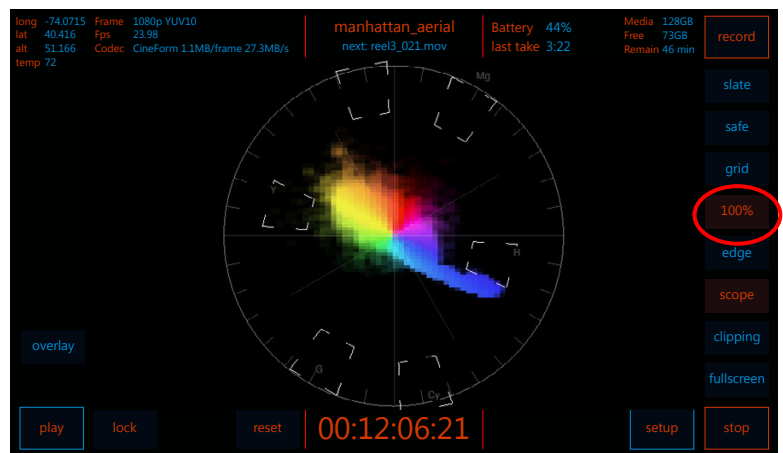 long -74.0715
lat 40.416
alt 51.166
temp 72
Frame 1080p YUV10
Fps 23.98
Codec CineForm 1.1MB/frame 27.3MB/s
manhattan_aerial
next: reel3_021.mov
Battery 44%
last take 3:22
Media 128GB
Free 73GB
Remain 46 min
record
slate
safe
grid
100%
edge
scope
clipping
fullscreen
Mg
Y
H
G
Cy
overlay
play
lock
reset
00:12:06:21
setup
stop